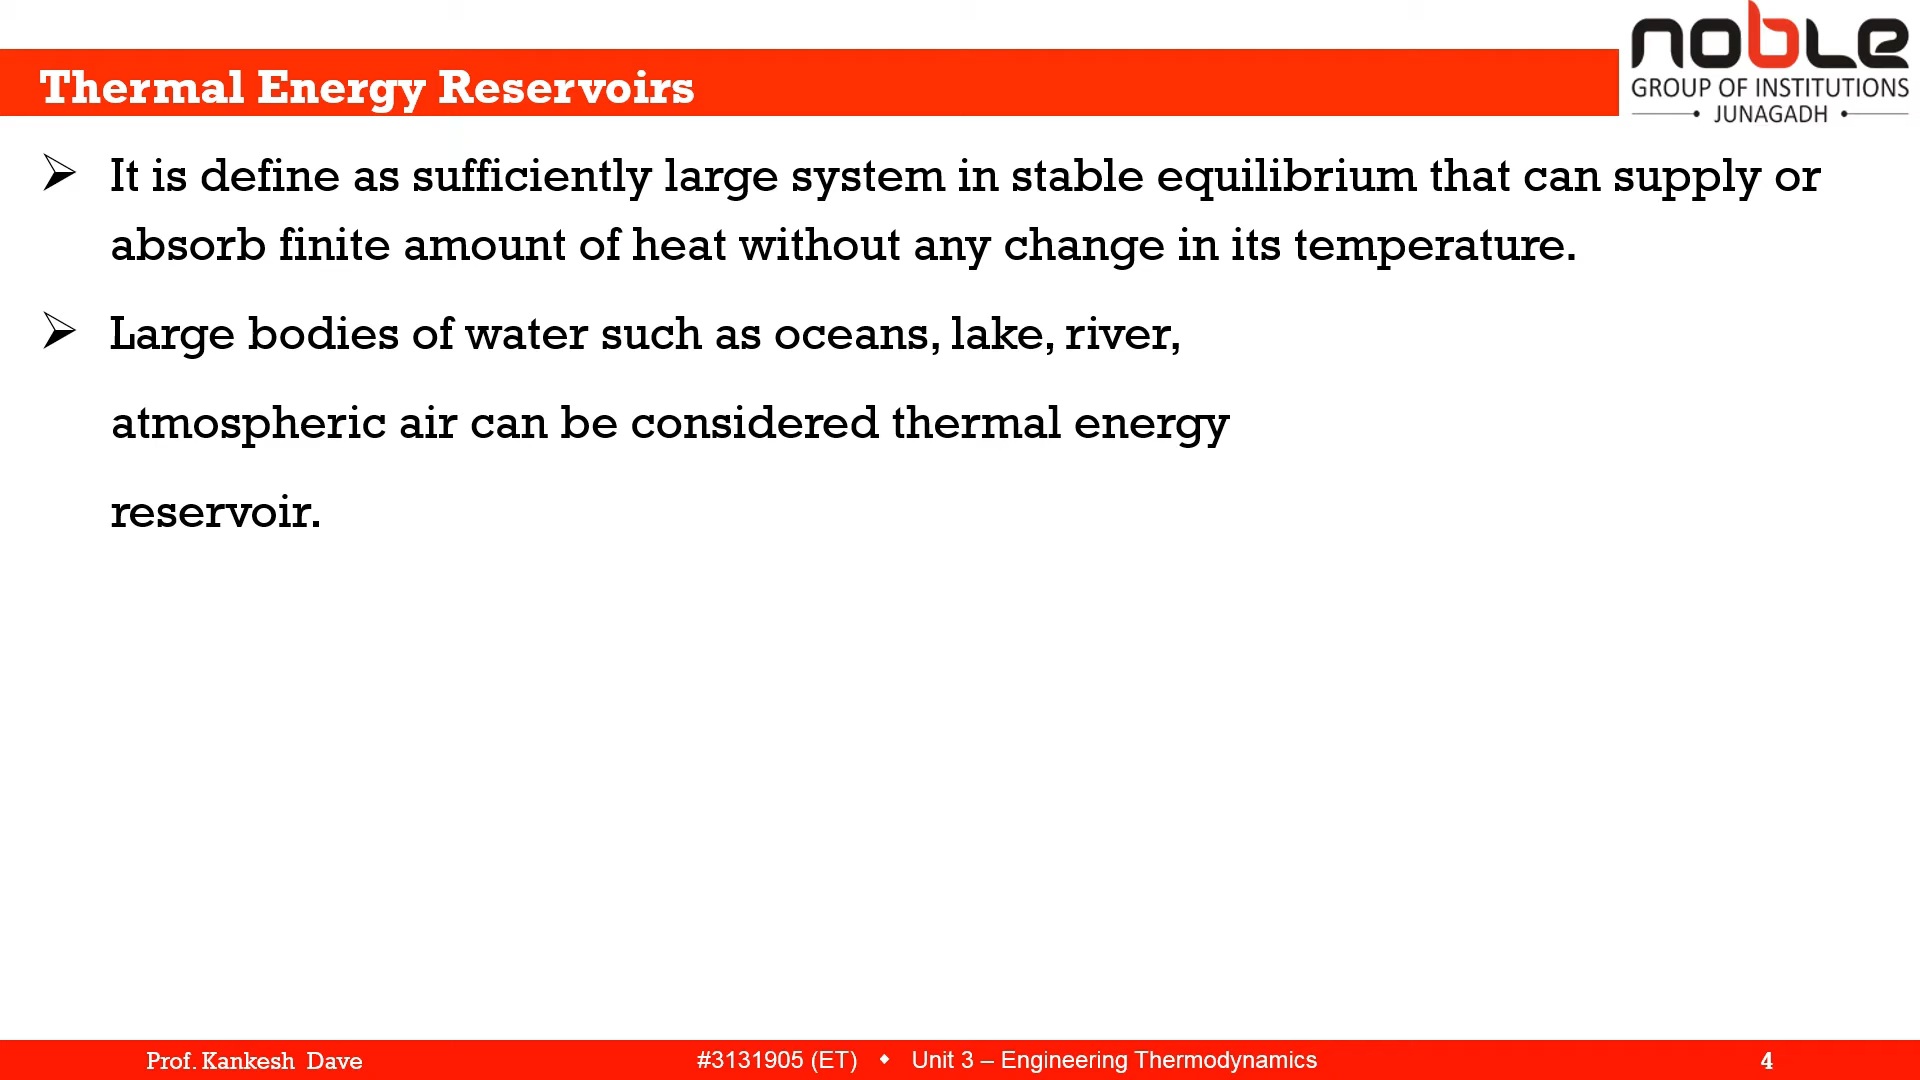 noble
GROUP OF INSTITUTIONS
JUNAGADH
Thermal Energy Reservoirs
It is define as sufficiently large system in stable equilibrium that can supply or
absorb finite amount of heat without any change in its temperature.
Large bodies of water such as oceans, lake, river,
atmospheric air can be considered thermal energy
reservoir.
Prof. Kankesh Dave
#3131905 (ET) ⬥ Unit 3 – Engineering Thermodynamics
4